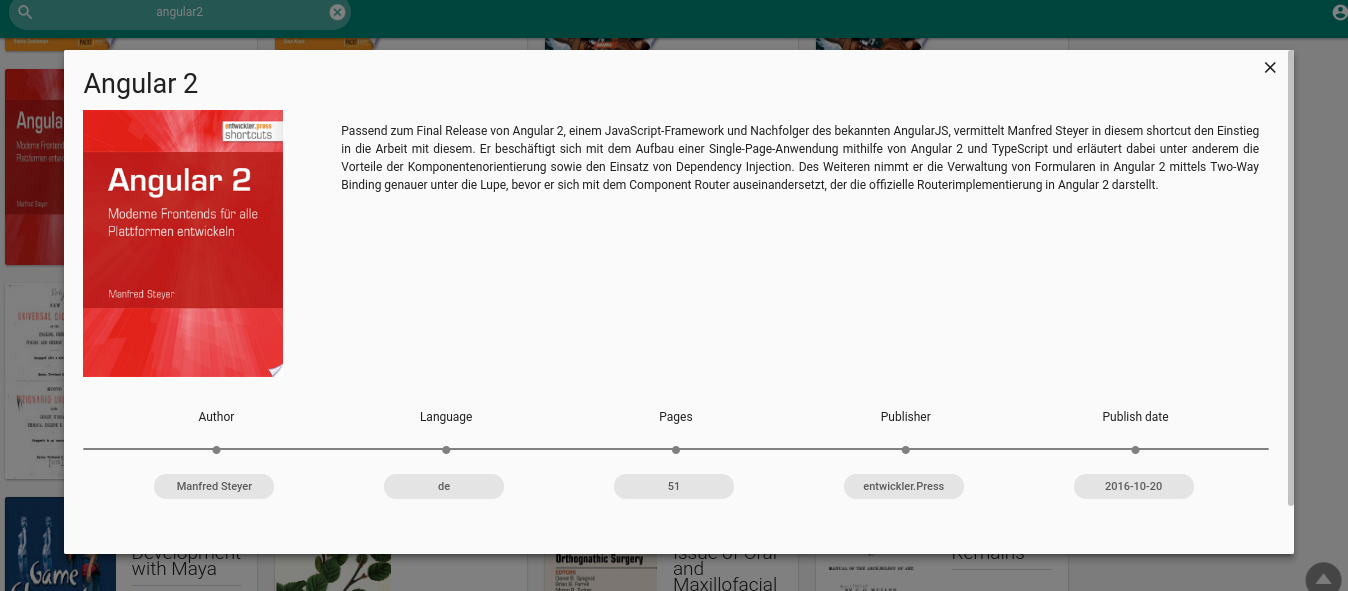 angular2
Angular 2
entwickler.press
shortcuts
Angular 2
Moderne Frontends für alle
Plattformen entwickeln
Manfred Steyer
Passend zum Final Release von Angular 2, einem JavaScript-Framework und Nachfolger des bekannten AngularJS, vermittelt Manfred Steyer in diesem shortcut den Einstieg
in die Arbeit mit diesem. Er beschäftigt sich mit dem Aufbau einer Single-Page-Anwendung mithilfe von Angular 2 und TypeScript und erläutert dabei unter anderem die
Vorteile der Komponentenorientierung sowie den Einsatz von Dependency Injection. Des Weiteren nimmt er die Verwaltung von Formularen in Angular 2 mittels Two-Way
Binding genauer unter die Lupe, bevor er sich mit dem Component Router auseinandersetzt, der die offizielle Routerimplementierung in Angular 2 darstellt.
Author Language Pages Publisher Publish date
Manfred Steyer de 51 entwickler.Press 2016-10-20
Angula
Moderne Frontends
Plattformen entwi
Manfred Steyer
UNIVERSAL
Game
Development
with Maya
Orthognathic Surgery
EDITORS
Issue of Oral
and
Maxillofacial
Remains